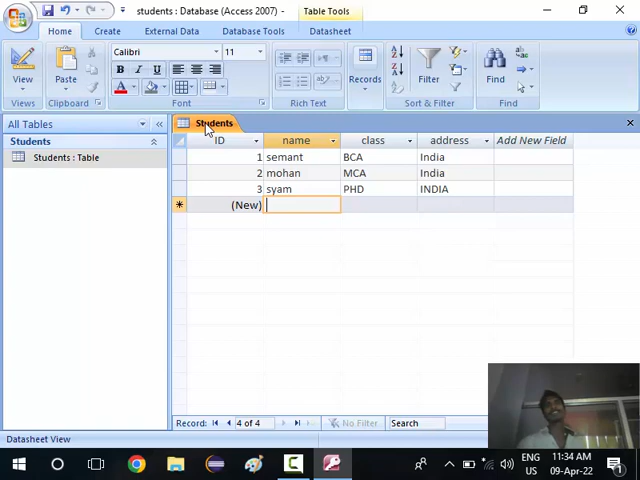 students : Database (Access 2007) -
Table Tools
Home
Create
External Data
Database Tools
Datasheet
View
Views
Paste
Clipboard
Calibri
11
B I U
A
Font
Rich Text
Records
Filter
Sort & Filter
Find
Find
All Tables
Students
Students : Table
Students
ID name class address Add New Field
1 semant BCA India
2 mohan MCA India
3 syam PHD INDIA
(New)
Record: 4 of 4 No Filter Search
Datasheet View
ENG
US
11:34 AM
09-Apr-22
1